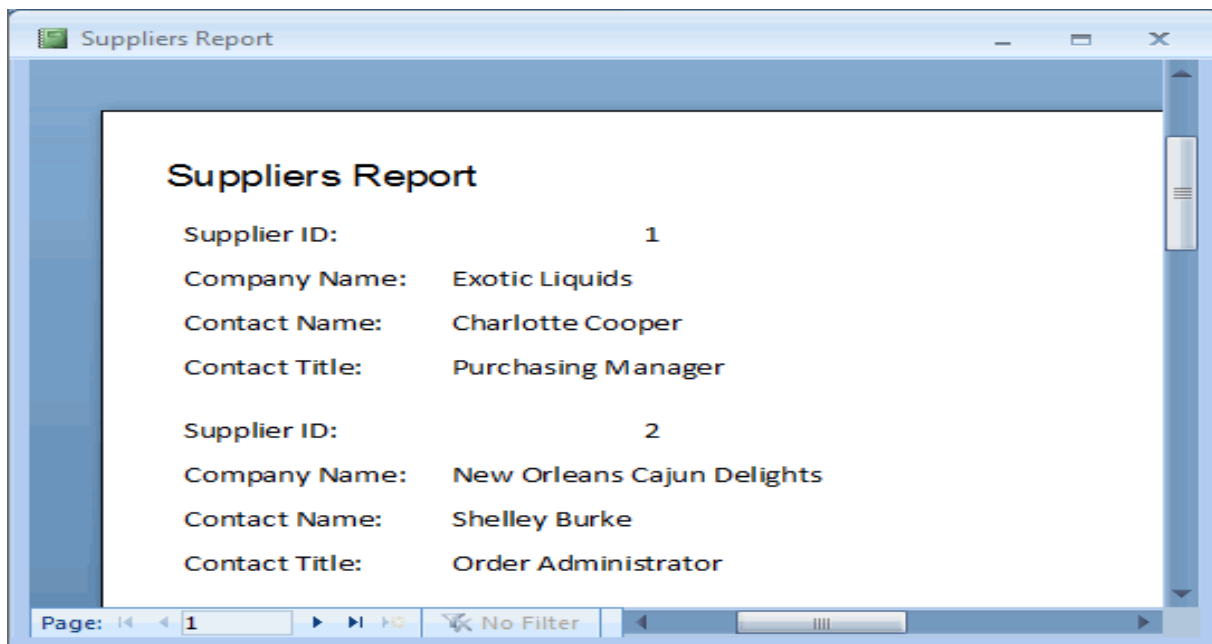 Suppliers Report
Suppliers Report
Supplier ID: 1
Company Name: Exotic Liquids
Contact Name: Charlotte Cooper
Contact Title: Purchasing Manager
Supplier ID: 2
Company Name: New Orleans Cajun Delights
Contact Name: Shelley Burke
Contact Title: Order Administrator
Page: 1 No Filter